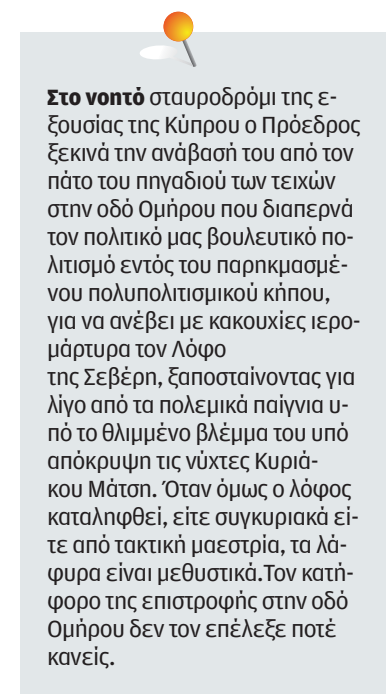 Στο νοητό σταυροδρόμι της ε-
ξουσίας της Κύπρου ο Πρόεδρος
ξεκινά την ανάβασή του από τον
πάτο του πηγαδιού των τειχών
στην οδό Ομήρου που διαπερνά
τον πολιτικό μας βουλευτικό πο-
λιτισμό εντός του παρηκμασμέ-
νου πολυπολιτισμικού κήπου,
για να ανέβει με κακουχίες ιερο-
μάρτυρα τον Λόφο
της Σεβέρη, ξαποσταίνοντας για
λίγο από τα πολεμικά παίγνια υ-
πό το θλιμμένο βλέμμα του υπό
απόκρυψη τις νύχτες Κυριά-
κου Μάτση. Όταν όμως ο λόφος
καταληφθεί, είτε συγκυριακά εί-
τε από τακτική μαεστρία, τα λά-
φυρα είναι μεθυστικά.Τον κατή-
φορο της επιστροφής στην οδό
Ομήρου δεν τον επέλεξε ποτέ
κανείς.